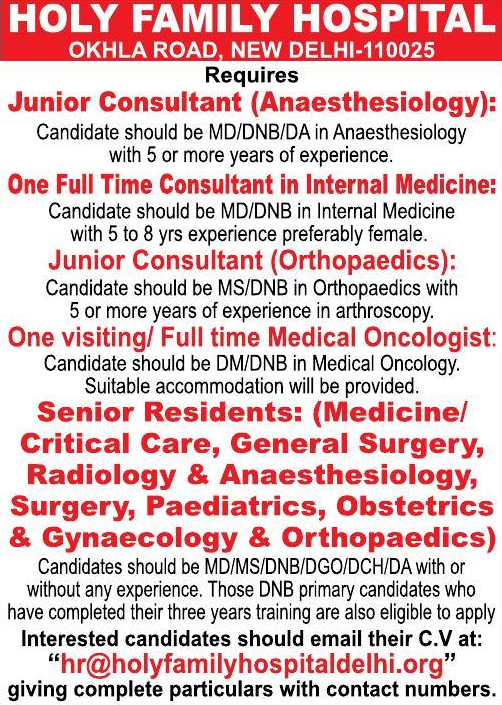 HOLY FAMILY HOSPITAL
OKHLA ROAD, NEW DELHI-110025
Requires
Junior Consultant (Anaesthesiology):
Candidate should be MD/DNB/DA in Anaesthesiology
with 5 or more years of experience.
One Full Time Consultant in Internal Medicine:
Candidate should be MD/DNB in Internal Medicine
with 5 to 8 yrs experience preferably female.
Junior Consultant (Orthopaedics):
Candidate should be MS/DNB in Orthopaedics with
5 or more years of experience in arthroscopy.
One visiting/ Full time Medical Oncologist:
Candidate should be DM/DNB in Medical Oncology.
Suitable accommodation will be provided.
Senior Residents: (Medicine/
Critical Care, General Surgery,
Radiology & Anaesthesiology,
Surgery, Paediatrics, Obstetrics
& Gynaecology & Orthopaedics)
Candidates should be MD/MS/DNB/DGO/DCH/DA with or
without any experience. Those DNB primary candidates who
have completed their three years training are also eligible to apply
Interested candidates should email their C.V at:
“hr@holyfamilyhospitaldelhi.org”
giving complete particulars with contact numbers.